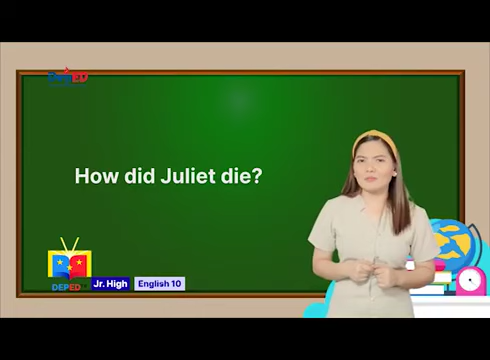 DepED
How did Juliet die?
DEPED
Jr. High
English 10